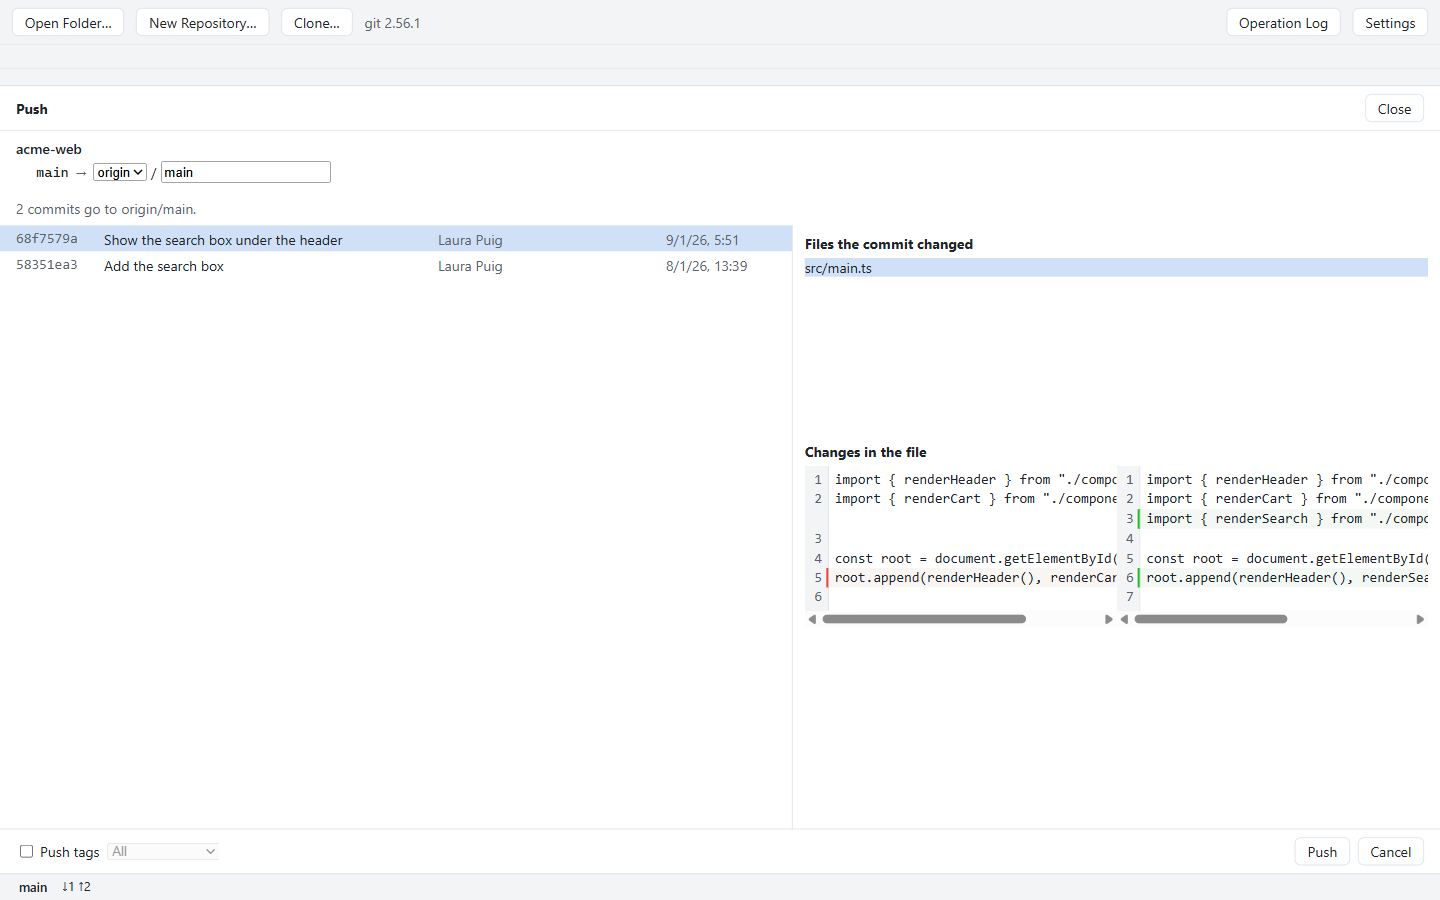 Open Folder... New Repository... Clone... git 2.56.1 Operation Log Settings
Push Close
acme-web
main → origin / main
2 commits go to origin/main.
68f7579a Show the search box under the header Laura Puig 9/1/26, 5:51
58351ea3 Add the search box Laura Puig 8/1/26, 13:39
Files the commit changed
src/main.ts
Changes in the file
1 import { renderHeader } from "./compo
2 import { renderCart } from "./compone
3
4 const root = document.getElementById(
5 root.append(renderHeader(), renderCar
6
1 import { renderHeader } from "./compo
2 import { renderCart } from "./compone
3 import { renderSearch } from "./compo
4
5 const root = document.getElementById(
6 root.append(renderHeader(), renderSea
7
Push tags All Push Cancel
main ↓1 ↑2